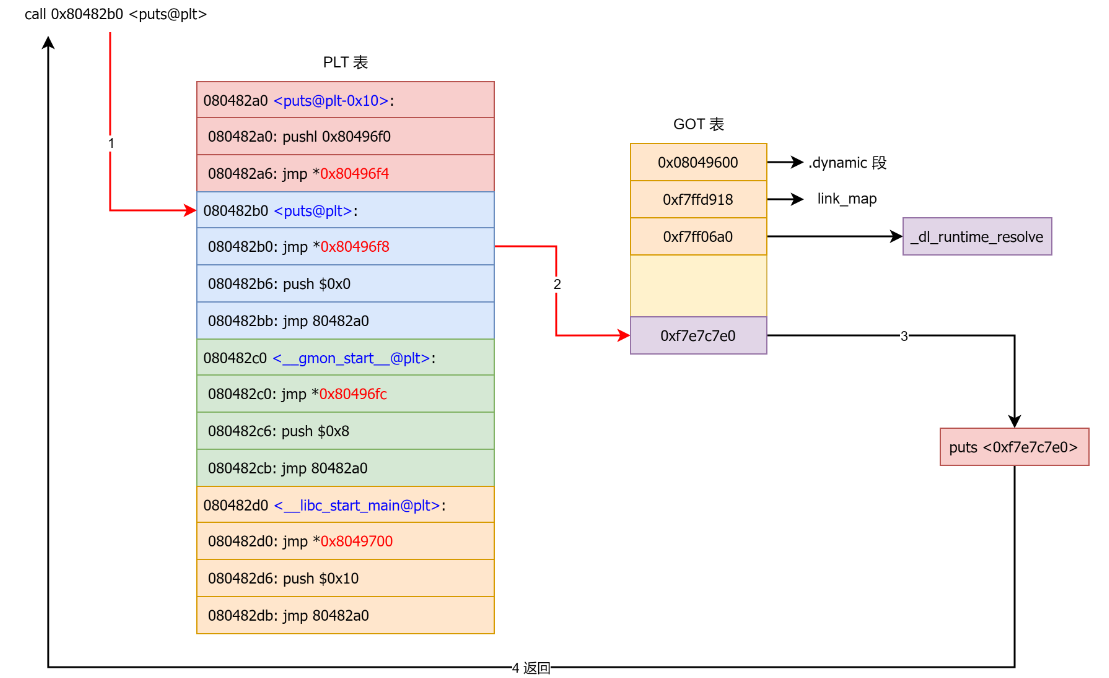 call 0x80482b0 <puts@plt>
PLT 表
080482a0 <puts@plt-0x10>:
080482a0: pushl 0x80496f0
080482a6: jmp *0x80496f4
080482b0 <puts@plt>:
080482b0: jmp *0x80496f8
080482b6: push $0x0
080482bb: jmp 80482a0
080482c0 <__gmon_start__@plt>:
080482c0: jmp *0x80496fc
080482c6: push $0x8
080482cb: jmp 80482a0
080482d0 <__libc_start_main@plt>:
080482d0: jmp *0x8049700
080482d6: push $0x10
080482db: jmp 80482a0
1
2
GOT 表
0x08049600
.dynamic 段
0xf7ffd918
link_map
0xf7ff06a0
_dl_runtime_resolve
0xf7e7c7e0
3
puts <0xf7e7c7e0>
4 返回